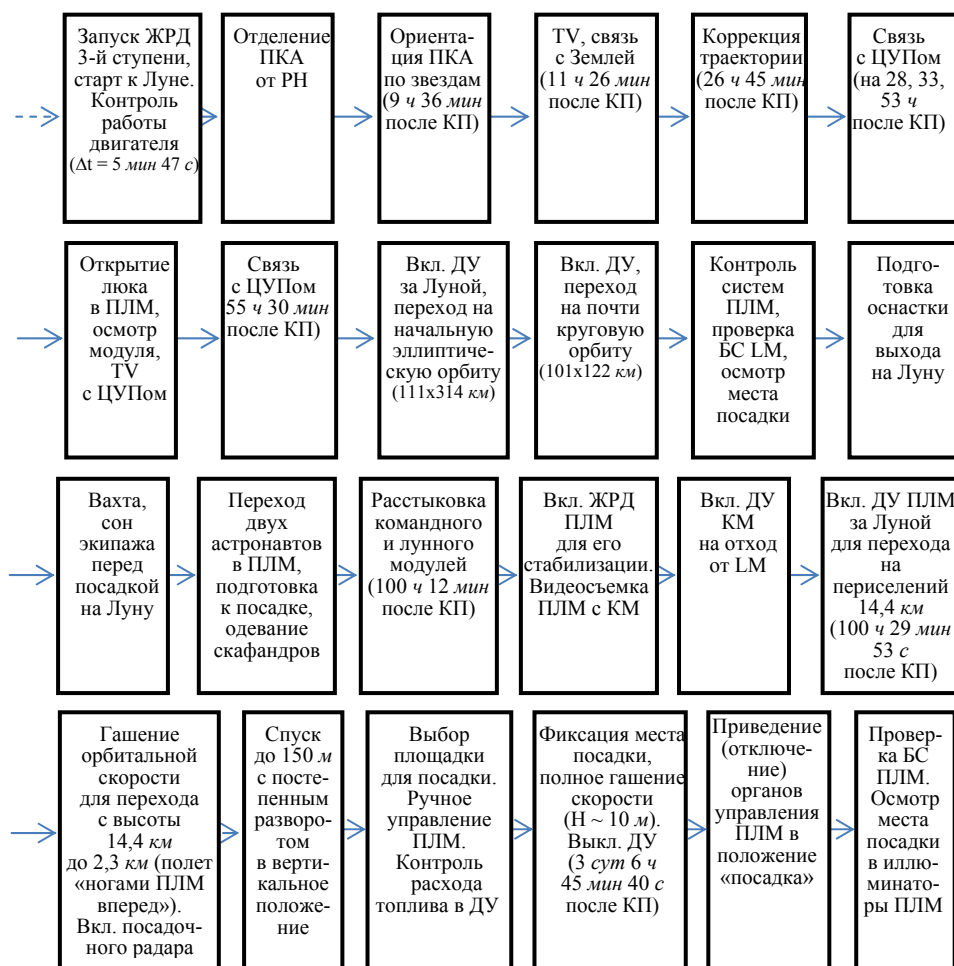 Запуск ЖРД
3-й ступени,
старт к Луне.
Контроль
работы
двигателя
(Δt = 5 мин 47 с)
Отделение
ПКА
от РН
Ориента-
ция ПКА
по звездам
(9 ч 36 мин
после КП)
TV, связь
с Землей
(11 ч 26 мин
после КП)
Коррекция
траектории
(26 ч 45 мин
после КП)
Связь
с ЦУПом
(на 28, 33,
53 ч
после КП)
Открытие
люка
в ПЛМ,
осмотр
модуля,
TV
с ЦУПом
Связь
с ЦУПом
55 ч 30 мин
после КП)
Вкл. ДУ
за Луной,
переход на
начальную
эллиптиче-
скую орбиту
(111х314 км)
Вкл. ДУ,
переход
на почти
круговую
орбиту
(101х122 км)
Контроль
систем
ПЛМ,
проверка
БС LM,
осмотр
места
посадки
Подго-
товка
оснастки
для
выхода
на Луну
Вахта,
сон
экипажа
перед
посадкой
на Луну
Переход
двух
астронавтов
в ПЛМ,
подготовка
к посадке,
одевание
скафандров
Расстыковка
командного
и лунного
модулей
(100 ч 12 мин
после КП)
Вкл. ЖРД
ПЛМ
для его
стабилизации.
Видеосъемка
ПЛМ с КМ
Вкл. ДУ
КМ
на отход
от LM
Вкл. ДУ ПЛМ
за Луной
для перехода
на
периселений
14,4 км
(100 ч 29 мин
53 с
после КП)
Гашение
орбитальной
скорости
для перехода
с высоты
14,4 км
до 2,3 км (полет
«ногами ПЛМ
вперед»).
Вкл. посадоч-
ного радара
Спуск
до 150 м
с посте-
пенным
разворо-
том
в верти-
кальное
положе-
ние
Выбор
площадки
для посадки.
Ручное
управление
ПЛМ.
Контроль
расхода
топлива в ДУ
Фиксация места
посадки,
полное гашение
скорости
(Н ~ 10 м).
Выкл. ДУ
(3 сут 6 ч
45 мин 40 с
после КП)
Приведение
(отключе-
ние)
органов
управления
ПЛМ в
положение
«посадка»
Провер-
ка БС
ПЛМ.
Осмотр
места
посадки
в иллю-
минато-
ры ПЛМ